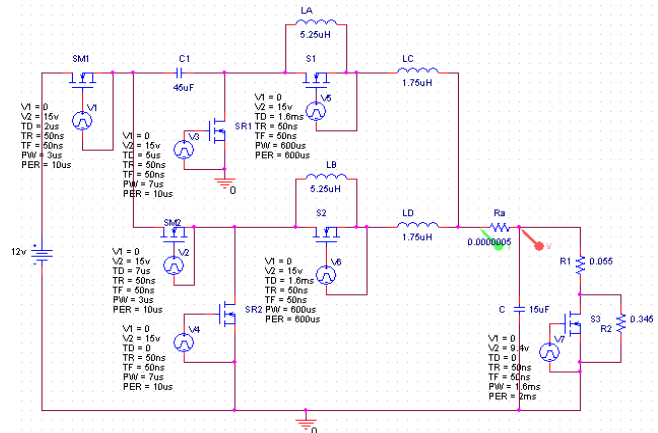 LA
5.25uH
SM1
C1
45uF
S1
LC
1.75uH
V1 = 0
V2 = 15v
TD = 2us
TR = 50ns
TF = 50ns
PW = 3us
PER = 10us
V1
V1 = 0
V2 = 15v
TD = 5us
TR = 50ns
TF = 50ns
PW = 7us
PER = 10us
V3
SR1
0
V1 = 0
V2 = 15v
TD = 1.6ms
TR = 50ns
TF = 50ns
PW = 600us
PER = 600us
V5
LB
5.25uH
SM2
S2
LD
1.75uH
Ra
0.0000005
V
12v
V1 = 0
V2 = 15v
TD = 7us
TR = 50ns
TF = 50ns
PW = 3us
PER = 10us
V2
V1 = 0
V2 = 15v
TD = 0
TR = 50ns
TF = 50ns
PW = 7us
PER = 10us
V4
SR2
V1 = 0
V2 = 15v
TD = 1.6ms
TR = 50ns
TF = 50ns
PW = 600us
PER = 600us
V6
R1
0.055
C
15uF
V1 = 0
V2 = 9.4v
TD = 0
TR = 50ns
TF = 50ns
PW = 1.6ms
PER = 2ms
V7
S3
R2
0.345
0